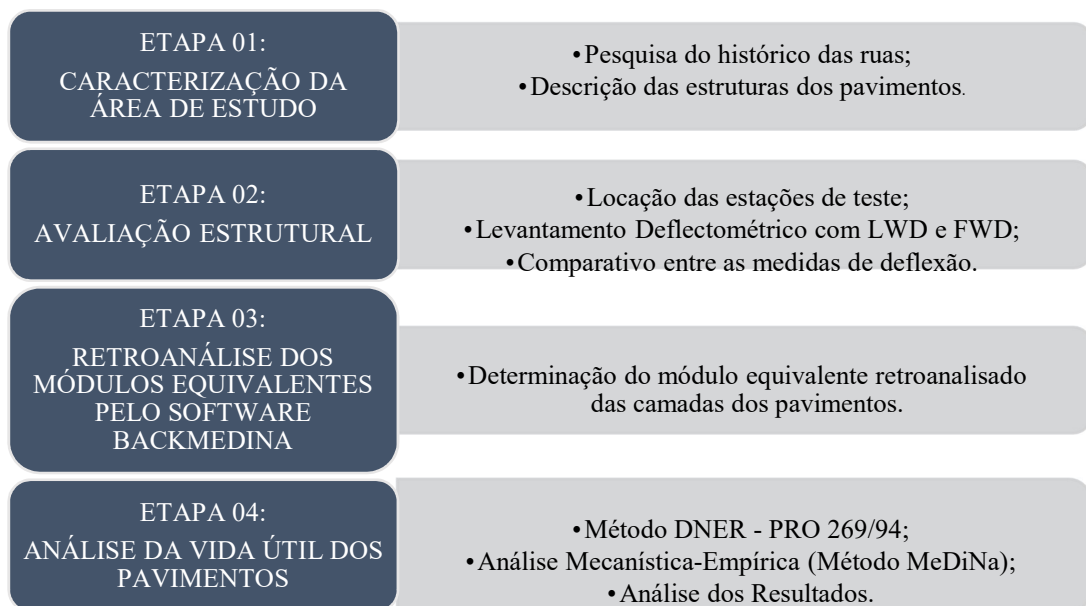 ETAPA 01:
CARACTERIZAÇÃO DA
ÁREA DE ESTUDO
•Pesquisa do histórico das ruas;
•Descrição das estruturas dos pavimentos.
ETAPA 02:
AVALIAÇÃO ESTRUTURAL
•Locação das estações de teste;
•Levantamento Deflectométrico com LWD e FWD;
•Comparativo entre as medidas de deflexão.
ETAPA 03:
RETROANÁLISE DOS
MÓDULOS EQUIVALENTES
PELO SOFTWARE
BACKMEDINA
•Determinação do módulo equivalente retroanalisado
das camadas dos pavimentos.
ETAPA 04:
ANÁLISE DA VIDA ÚTIL DOS
PAVIMENTOS
•Método DNER - PRO 269/94;
•Análise Mecanística-Empírica (Método MeDiNa);
•Análise dos Resultados.